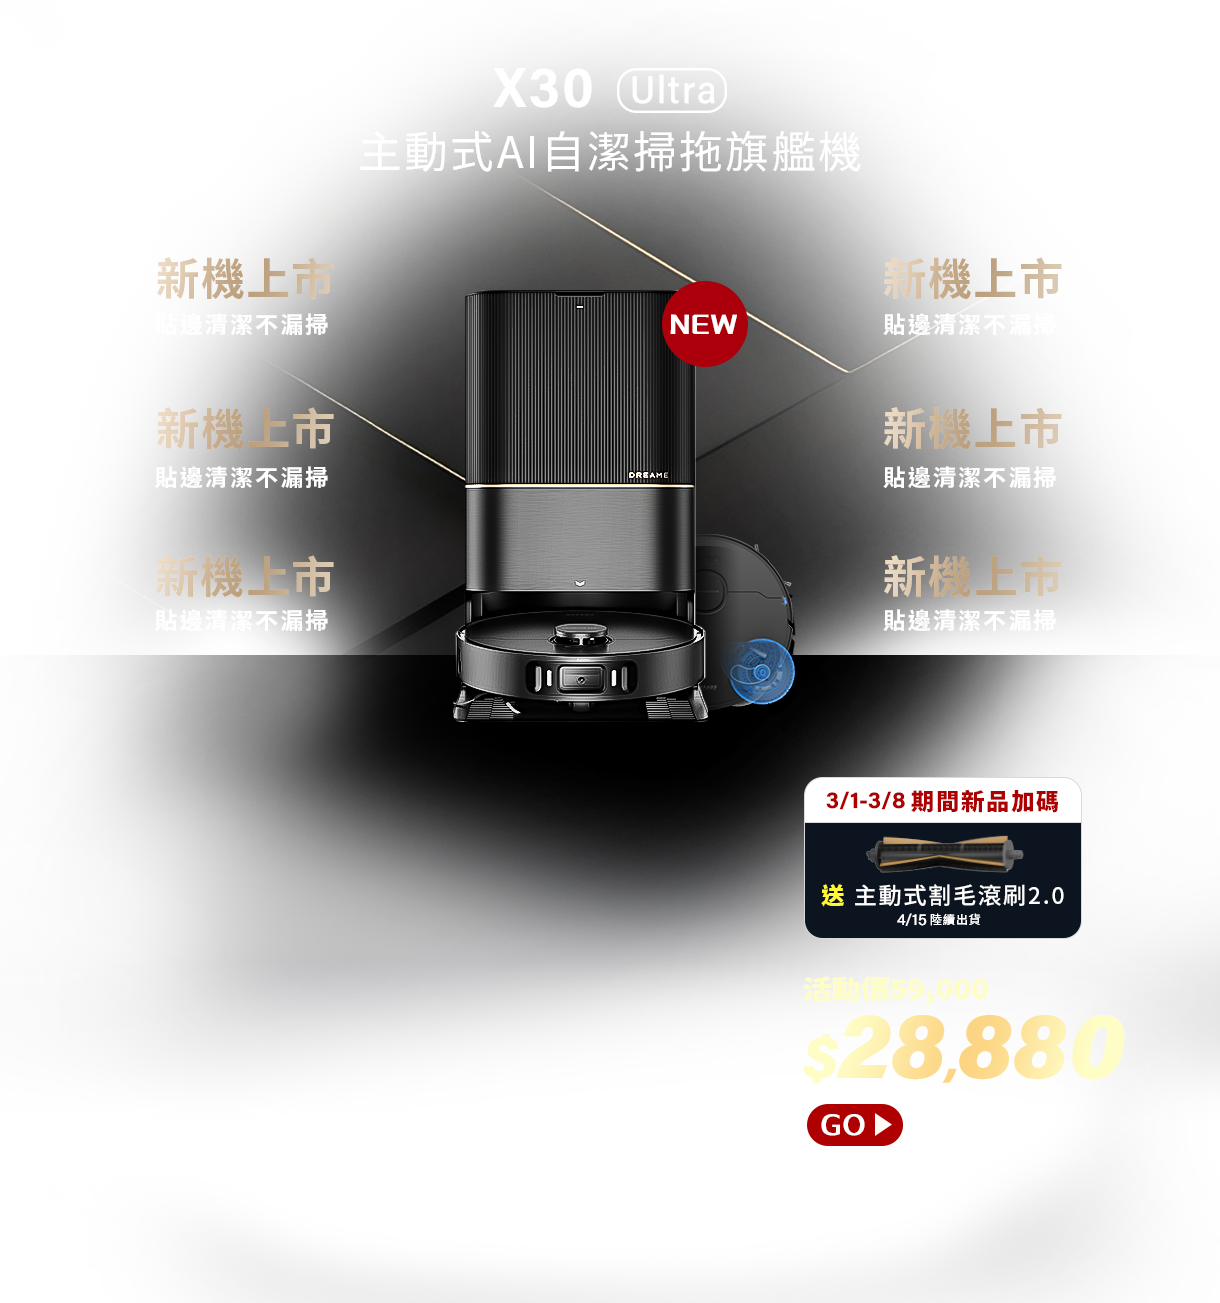 X30 Ultra
主動式AI自潔掃拖旗艦機
新機上市
貼邊清潔不漏掃
新機上市
貼邊清潔不漏掃
NEW
新機上市
貼邊清潔不漏掃
新機上市
貼邊清潔不漏掃
DREAME
新機上市
貼邊清潔不漏掃
新機上市
貼邊清潔不漏掃
3/1-3/8 期間新品加碼
送 主動式割毛滾刷2.0
4/15 陸續出貨
活動價59,000
$28,880
GO